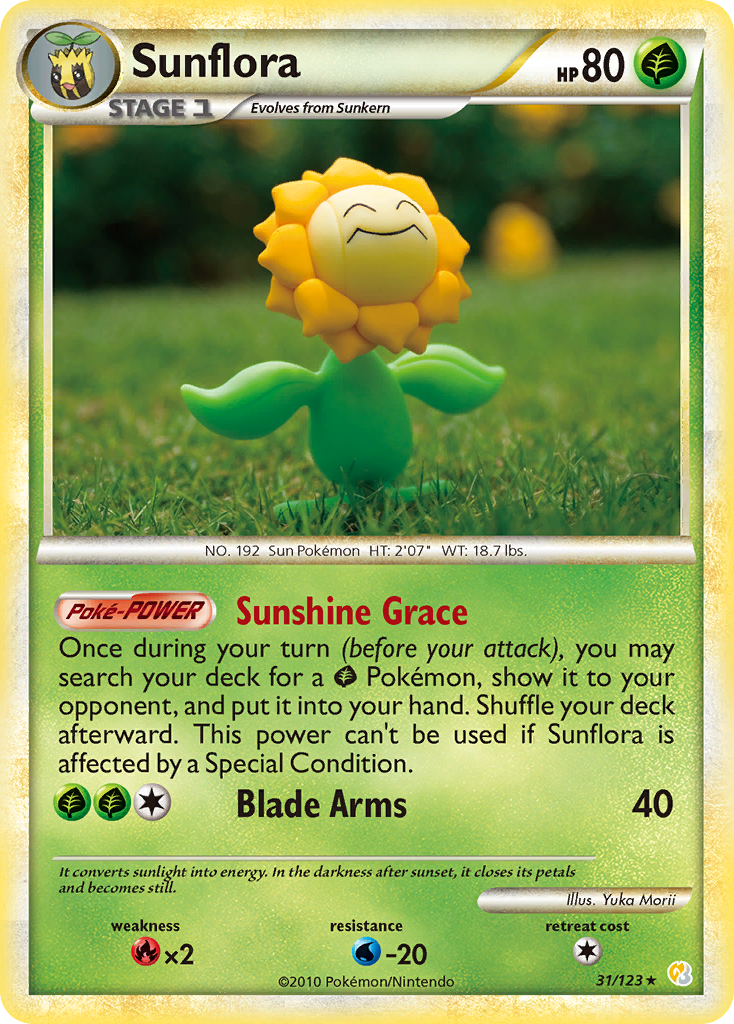 Sunflora
HP 80
STAGE 1
Evolves from Sunkern
NO. 192 Sun Pokémon HT: 2'07" WT: 18.7 lbs.
Poké-POWER Sunshine Grace
Once during your turn (before your attack), you may
search your deck for a Pokémon, show it to your
opponent, and put it into your hand. Shuffle your deck
afterward. This power can't be used if Sunflora is
affected by a Special Condition.
Blade Arms 40
It converts sunlight into energy. In the darkness after sunset, it closes its petals
and becomes still.
Illus. Yuka Morii
weakness resistance retreat cost
×2 -20
©2010 Pokémon/Nintendo 31/123 ★